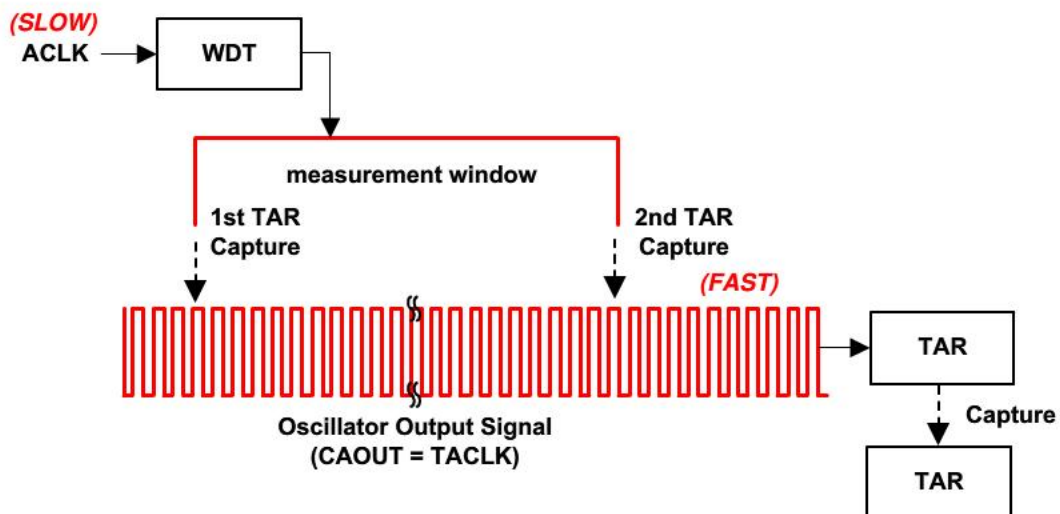 (SLOW)
ACLK
WDT
measurement window
1st TAR
Capture
2nd TAR
Capture
(FAST)
TAR
Oscillator Output Signal
(CAOUT = TACLK)
Capture
TAR